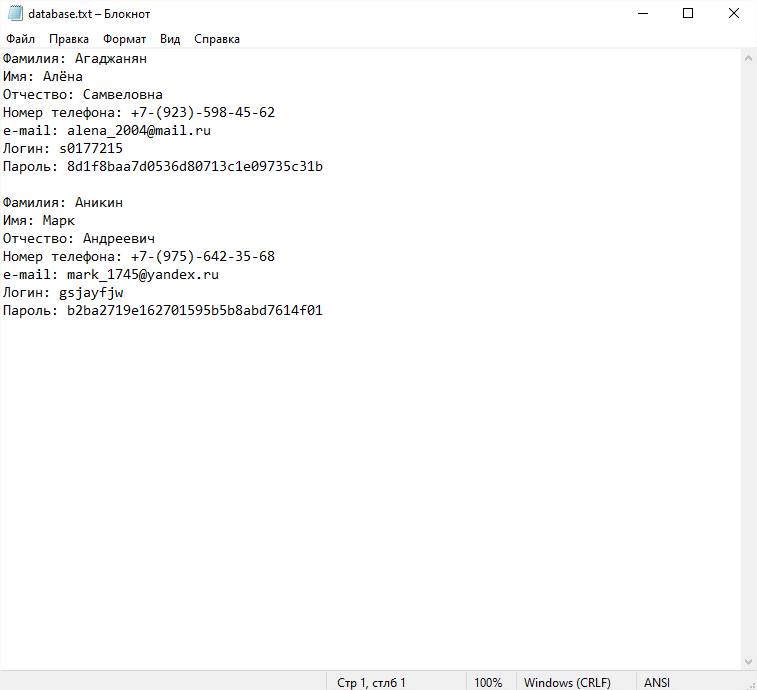 database.txt – Блокнот
Файл Правка Формат Вид Справка
Фамилия: Агаджанян
Имя: Алёна
Отчество: Самвеловна
Номер телефона: +7-(923)-598-45-62
e-mail: alena_2004@mail.ru
Логин: s0177215
Пароль: 8d1f8baa7d0536d80713c1e09735c31b
Фамилия: Аникин
Имя: Марк
Отчество: Андреевич
Номер телефона: +7-(975)-642-35-68
e-mail: mark_1745@yandex.ru
Логин: gsjayfjw
Пароль: b2ba2719e162701595b5b8abd7614f01
Стр 1, стлб 1 100% Windows (CRLF) ANSI